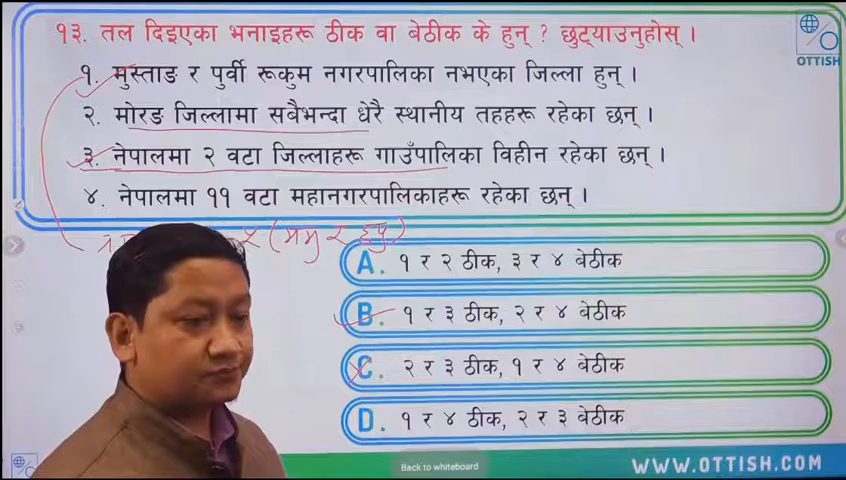 १३. तल दिइएका भनाइहरू ठीक वा बेठीक के हुन् ? छुट्याउनुहोस् ।
१. मुस्ताङ र पुर्वी रूकुम नगरपालिका नभएका जिल्ला हुन् ।
२. मोरङ जिल्लामा सबैभन्दा धेरै स्थानीय तहहरू रहेका छन् ।
३. नेपालमा २ वटा जिल्लाहरू गाउँपालिका विहीन रहेका छन् ।
४. नेपालमा ११ वटा महानगरपालिकाहरू रहेका छन् ।
OTTISH
A. १ र २ ठीक, ३ र ४ बेठीक
B. १ र ३ ठीक, २ र ४ बेठीक
C. २ र ३ ठीक, १ र ४ बेठीक
D. १ र ४ ठीक, २ र ३ बेठीक
Back to whiteboard
WWW.OTTISH.COM